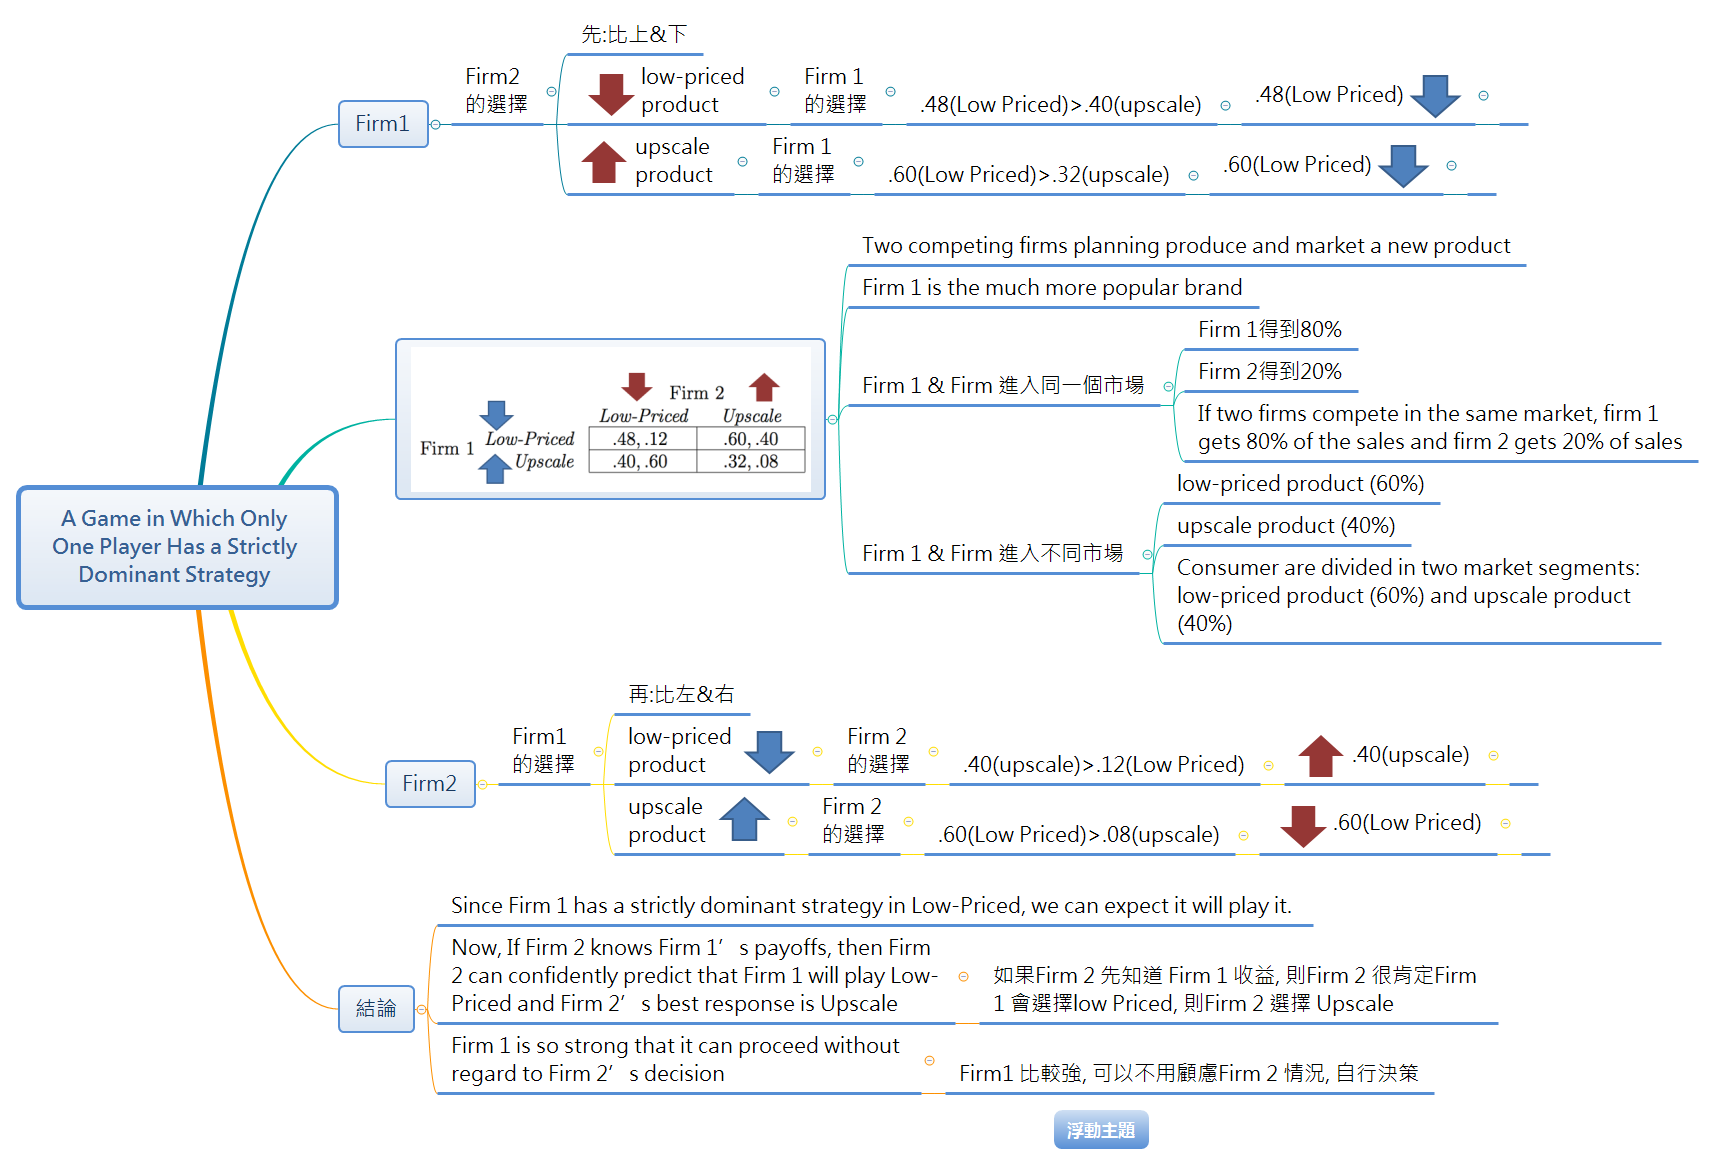 A Game in Which Only
One Player Has a Strictly
Dominant Strategy
Firm1
Firm2
的選擇
先:比上&下
low-priced
product
Firm 1
的選擇
.48(Low Priced)>.40(upscale)
.48(Low Priced)
upscale
product
Firm 1
的選擇
.60(Low Priced)>.32(upscale)
.60(Low Priced)
Firm 2
Low-Priced Upscale
Firm 1
Low-Priced .48, .12 .60, .40
Upscale .40, .60 .32, .08
Two competing firms planning produce and market a new product
Firm 1 is the much more popular brand
Firm 1 & Firm 進入同一個市場
Firm 1得到80%
Firm 2得到20%
If two firms compete in the same market, firm 1
gets 80% of the sales and firm 2 gets 20% of sales
Firm 1 & Firm 進入不同市場
low-priced product (60%)
upscale product (40%)
Consumer are divided in two market segments:
low-priced product (60%) and upscale product
(40%)
Firm2
Firm1
的選擇
再:比左&右
low-priced
product
Firm 2
的選擇
.40(upscale)>.12(Low Priced)
.40(upscale)
upscale
product
Firm 2
的選擇
.60(Low Priced)>.08(upscale)
.60(Low Priced)
結論
Since Firm 1 has a strictly dominant strategy in Low-Priced, we can expect it will play it.
Now, If Firm 2 knows Firm 1’s payoffs, then Firm
2 can confidently predict that Firm 1 will play Low-
Priced and Firm 2’s best response is Upscale
如果Firm 2 先知道 Firm 1 收益, 則Firm 2 很肯定Firm
1 會選擇low Priced, 則Firm 2 選擇 Upscale
Firm 1 is so strong that it can proceed without
regard to Firm 2’s decision
Firm1 比較強, 可以不用顧慮Firm 2 情況, 自行決策
浮動主題